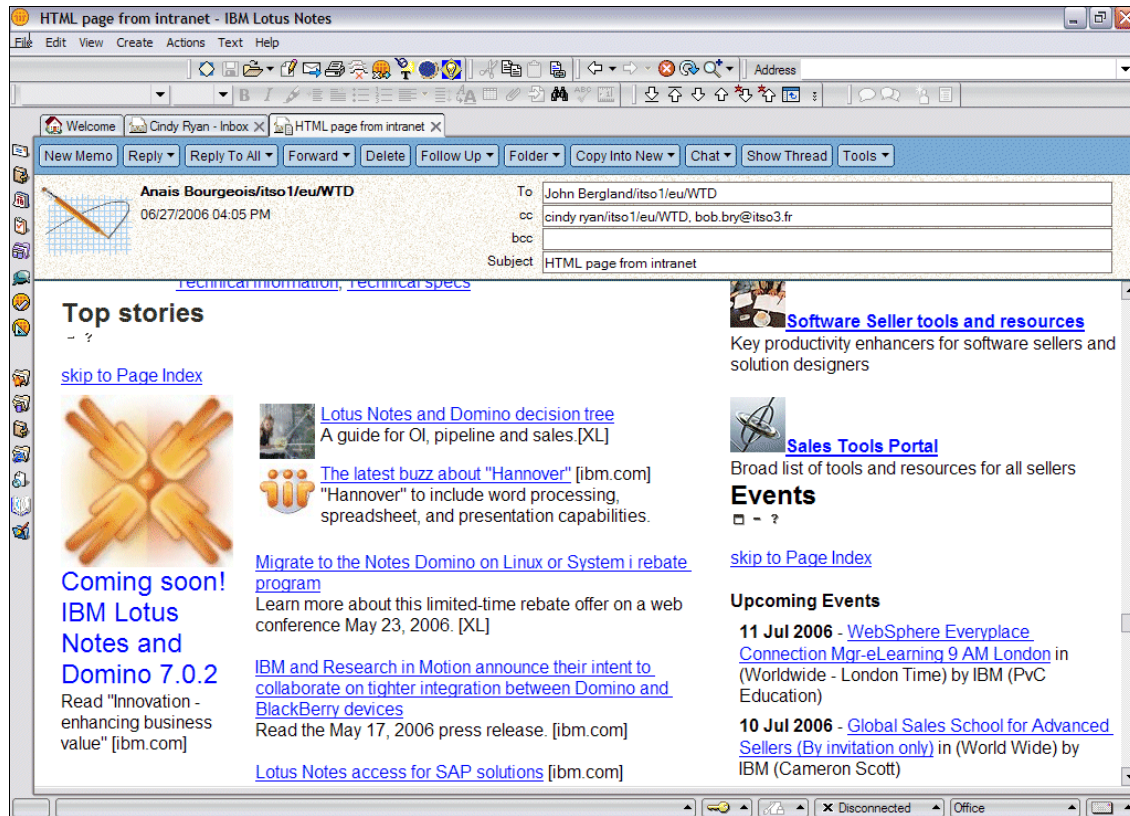 HTML page from intranet - IBM Lotus Notes
File Edit View Create Actions Text Help
Address
Welcome Cindy Ryan - Inbox HTML page from intranet
New Memo Reply Reply To All Forward Delete Follow Up Folder Copy Into New Chat Show Thread Tools
Anais Bourgeois/itso1/eu/WTD
06/27/2006 04:05 PM
To John Bergland/itso1/eu/WTD
cc cindy ryan/itso1/eu/WTD, bob.bry@itso3.fr
bcc
Subject HTML page from intranet
Technical information, Technical specs
Top stories
skip to Page Index
Coming soon!
IBM Lotus
Notes and
Domino 7.0.2
Read "Innovation -
enhancing business
value" [ibm.com]
Lotus Notes and Domino decision tree
A guide for OI, pipeline and sales.[XL]
The latest buzz about "Hannover" [ibm.com]
"Hannover" to include word processing,
spreadsheet, and presentation capabilities.
Migrate to the Notes Domino on Linux or System i rebate
program
Learn more about this limited-time rebate offer on a web
conference May 23, 2006. [XL]
IBM and Research in Motion announce their intent to
collaborate on tighter integration between Domino and
BlackBerry devices
Read the May 17, 2006 press release. [ibm.com]
Lotus Notes access for SAP solutions [ibm.com]
Software Seller tools and resources
Key productivity enhancers for software sellers and
solution designers
Sales Tools Portal
Broad list of tools and resources for all sellers
Events
skip to Page Index
Upcoming Events
11 Jul 2006 - WebSphere Everyplace
Connection Mgr-eLearning 9 AM London in
(Worldwide - London Time) by IBM (PvC
Education)
10 Jul 2006 - Global Sales School for Advanced
Sellers (By invitation only) in (World Wide) by
IBM (Cameron Scott)
Disconnected Office